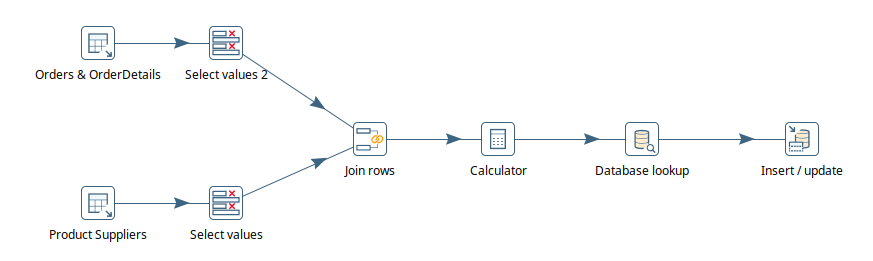 Orders & OrderDetails
Select values 2
Join rows
Calculator
Database lookup
Insert / update
Product Suppliers
Select values